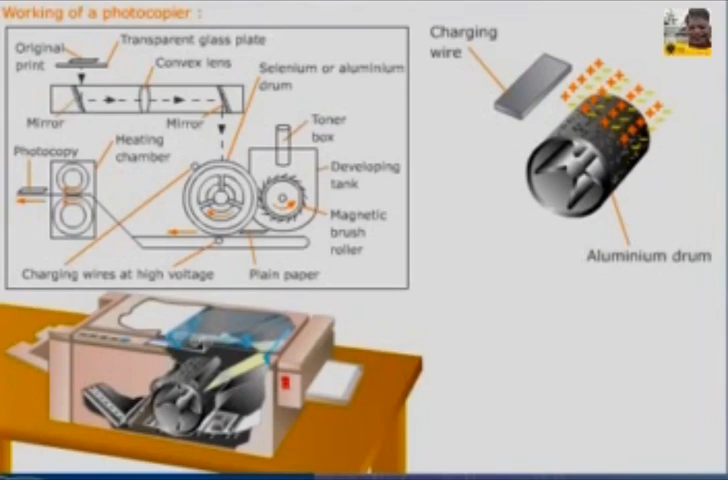 Working of a photocopier :
Original
print
Transparent glass plate
Convex lens
Selenium or aluminium
drum
Mirror
Mirror
Toner
box
Photocopy
Heating
chamber
Developing
tank
Magnetic
brush
roller
Charging wires at high voltage
Plain paper
Charging
wire
Aluminium drum